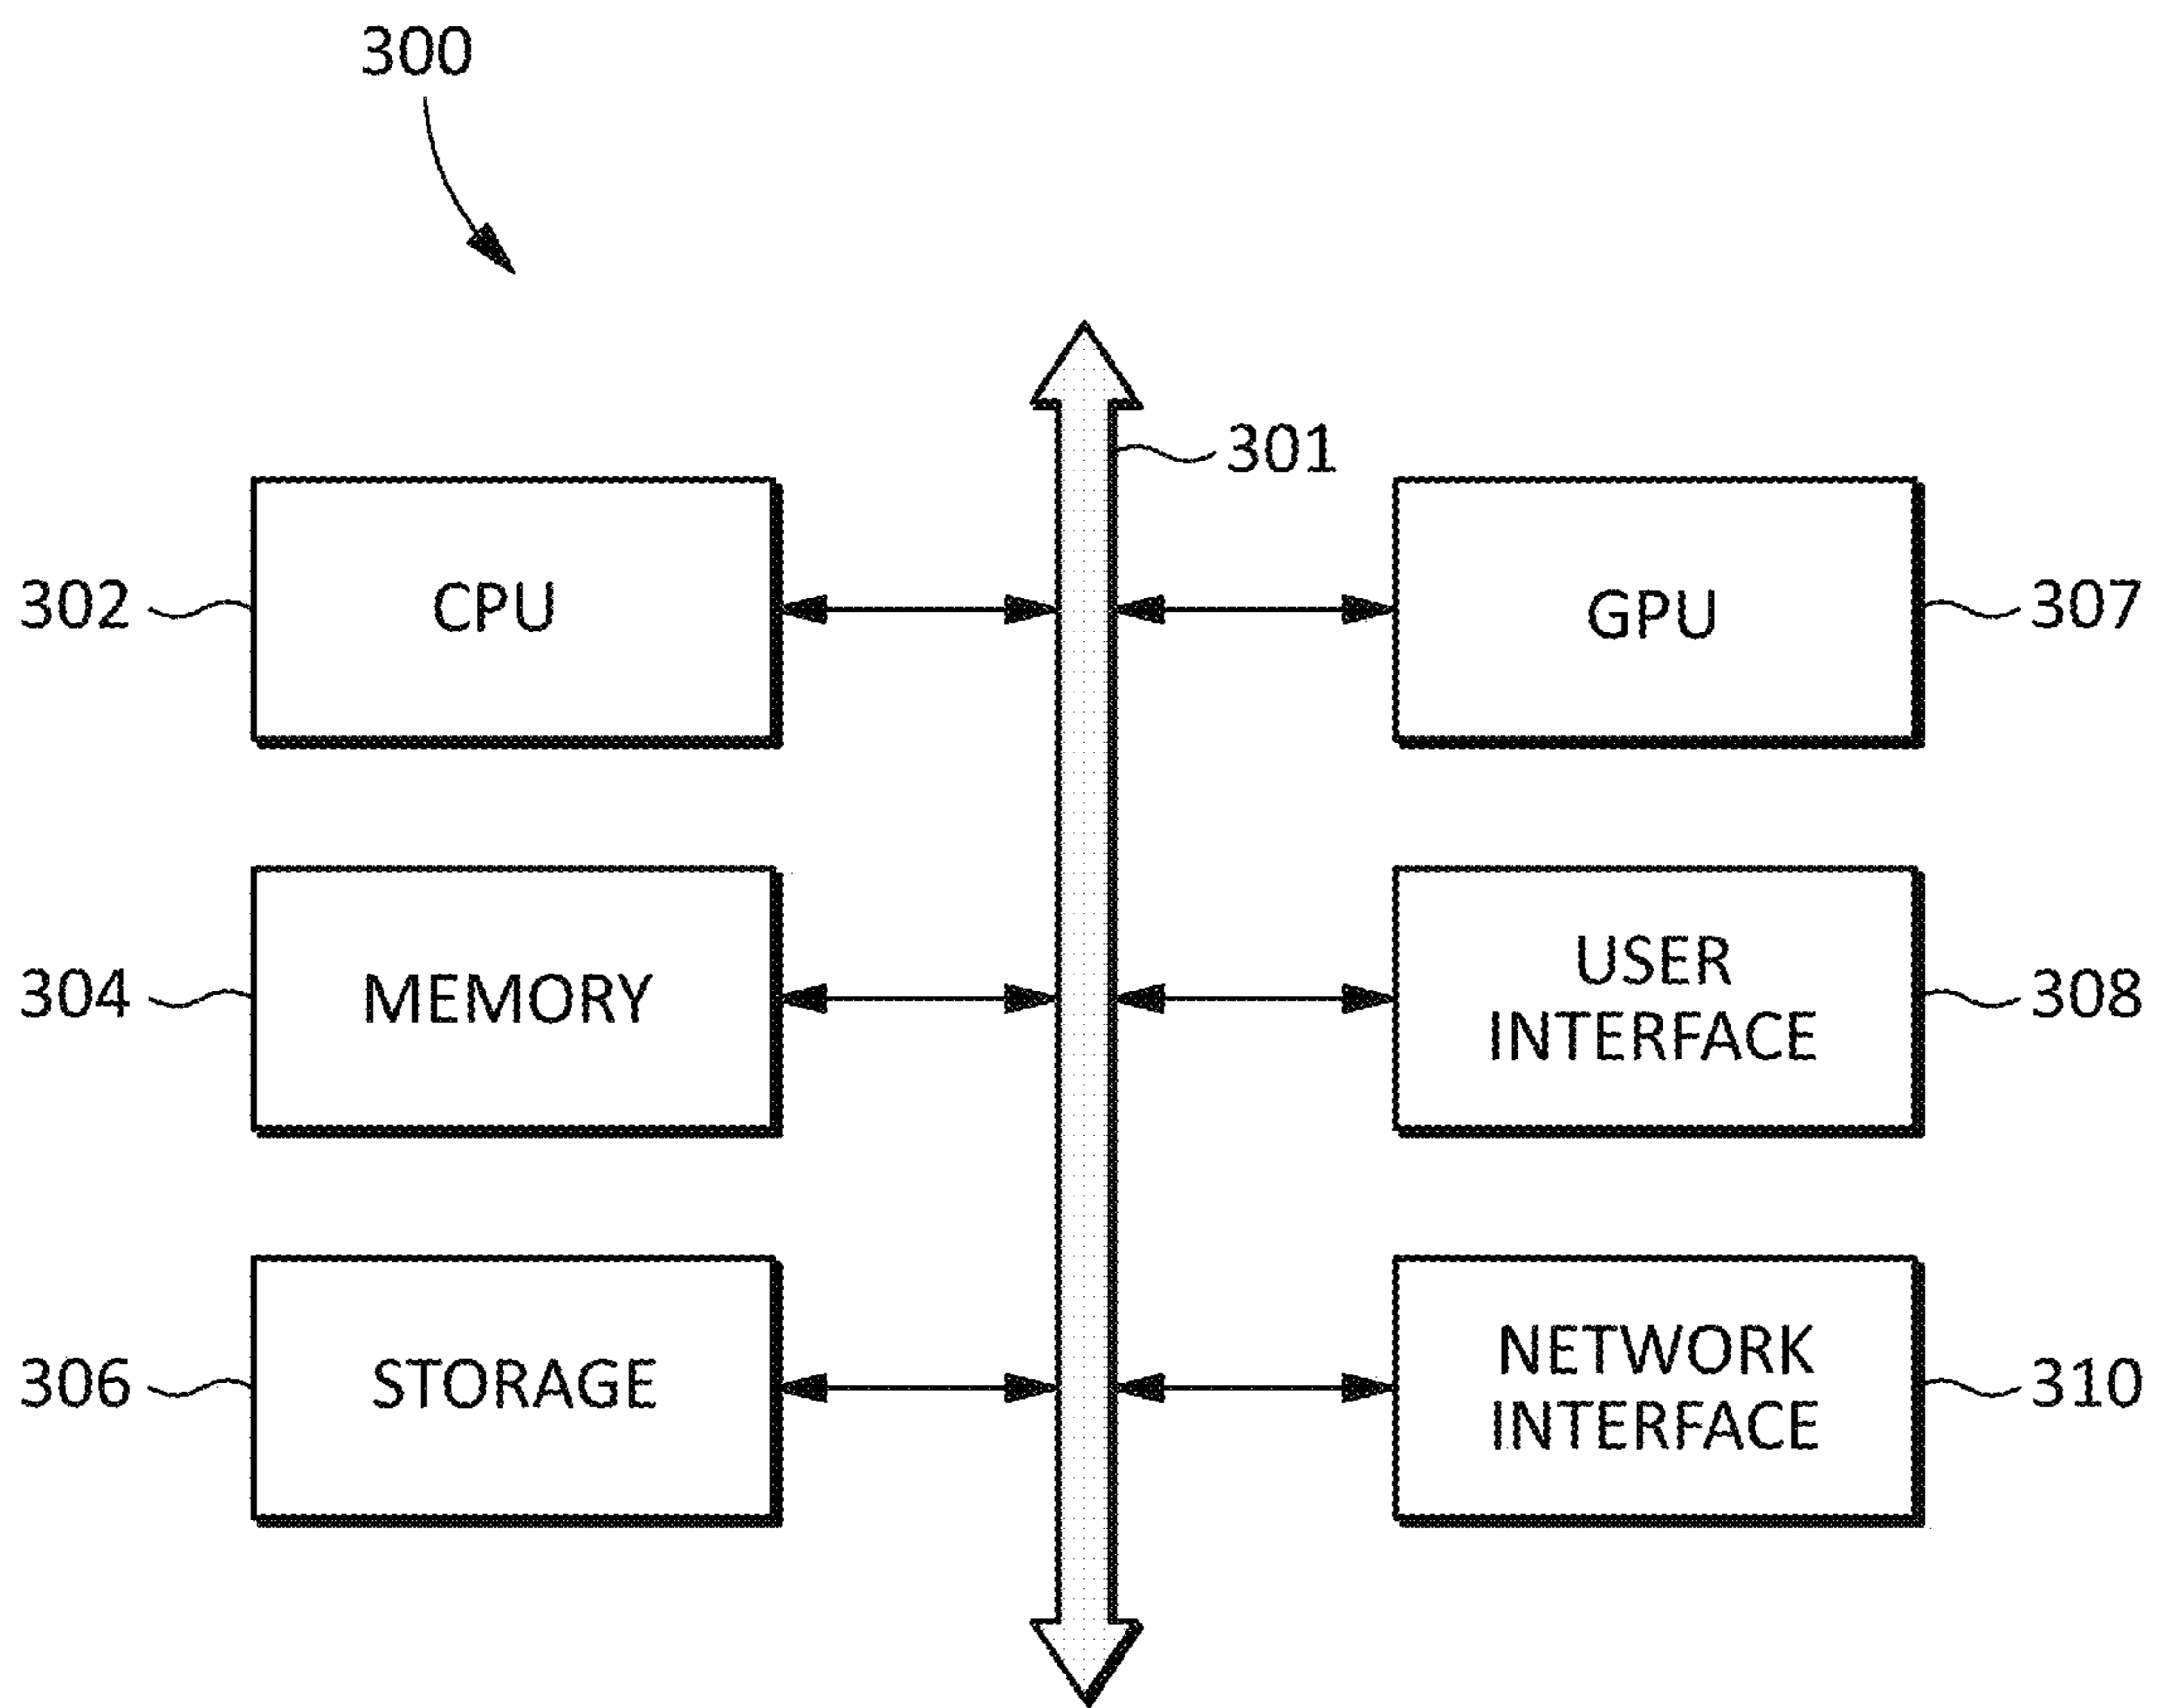 300
301
302
CPU
GPU
307
304
MEMORY
USER
INTERFACE
308
306
STORAGE
NETWORK
INTERFACE
310